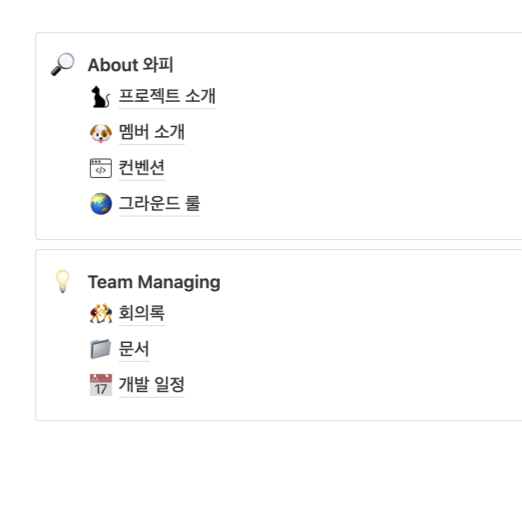 About 와피
프로젝트 소개
멤버 소개
컨벤션
그라운드 룰
Team Managing
회의록
문서
17
개발 일정